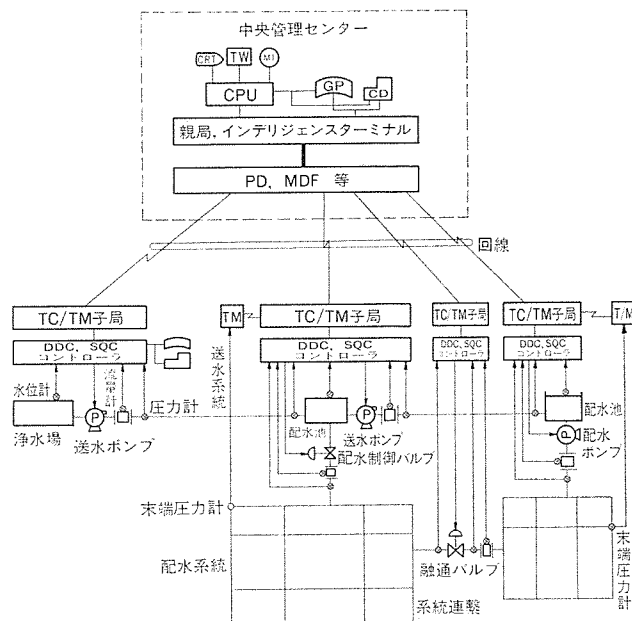 中央管理センター
CRT TW MT
CPU GP CD
親局,インテリジェンスターミナル
PD, MDF 等
回線
TC/TM子局 TM TC/TM子局 TC/TM子局 TC/TM子局 T/M
DDC, SQC
コントローラ
DDC, SQC
コントローラ
DDC, SQC
コントローラ
DDC, SQC
コントローラ
送水系統
水位計
流量計
圧力計
浄水場
P
送水ポンプ
配水池
P
送水ポンプ
配水制御バルブ
配水池
P
配水
ポンプ
末端圧力計
配水系統
融通バルブ
系統連繋
末端圧力計